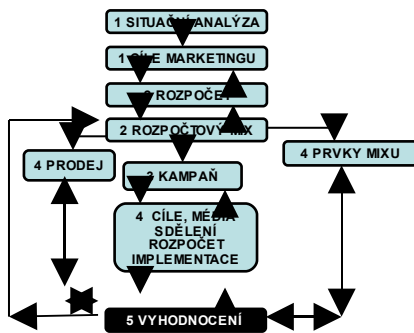 1 SITUAČNÍ ANALÝZA
1 CÍLE MARKETINGU
2 ROZPOČET
2 ROZPOČTOVÝ MIX
4 PRODEJ
3 KAMPAŇ
4 PRVKY MIXU
4 CÍLE, MÉDIA
SDĚLENÍ
ROZPOČET
IMPLEMENTACE
5 VYHODNOCENÍ